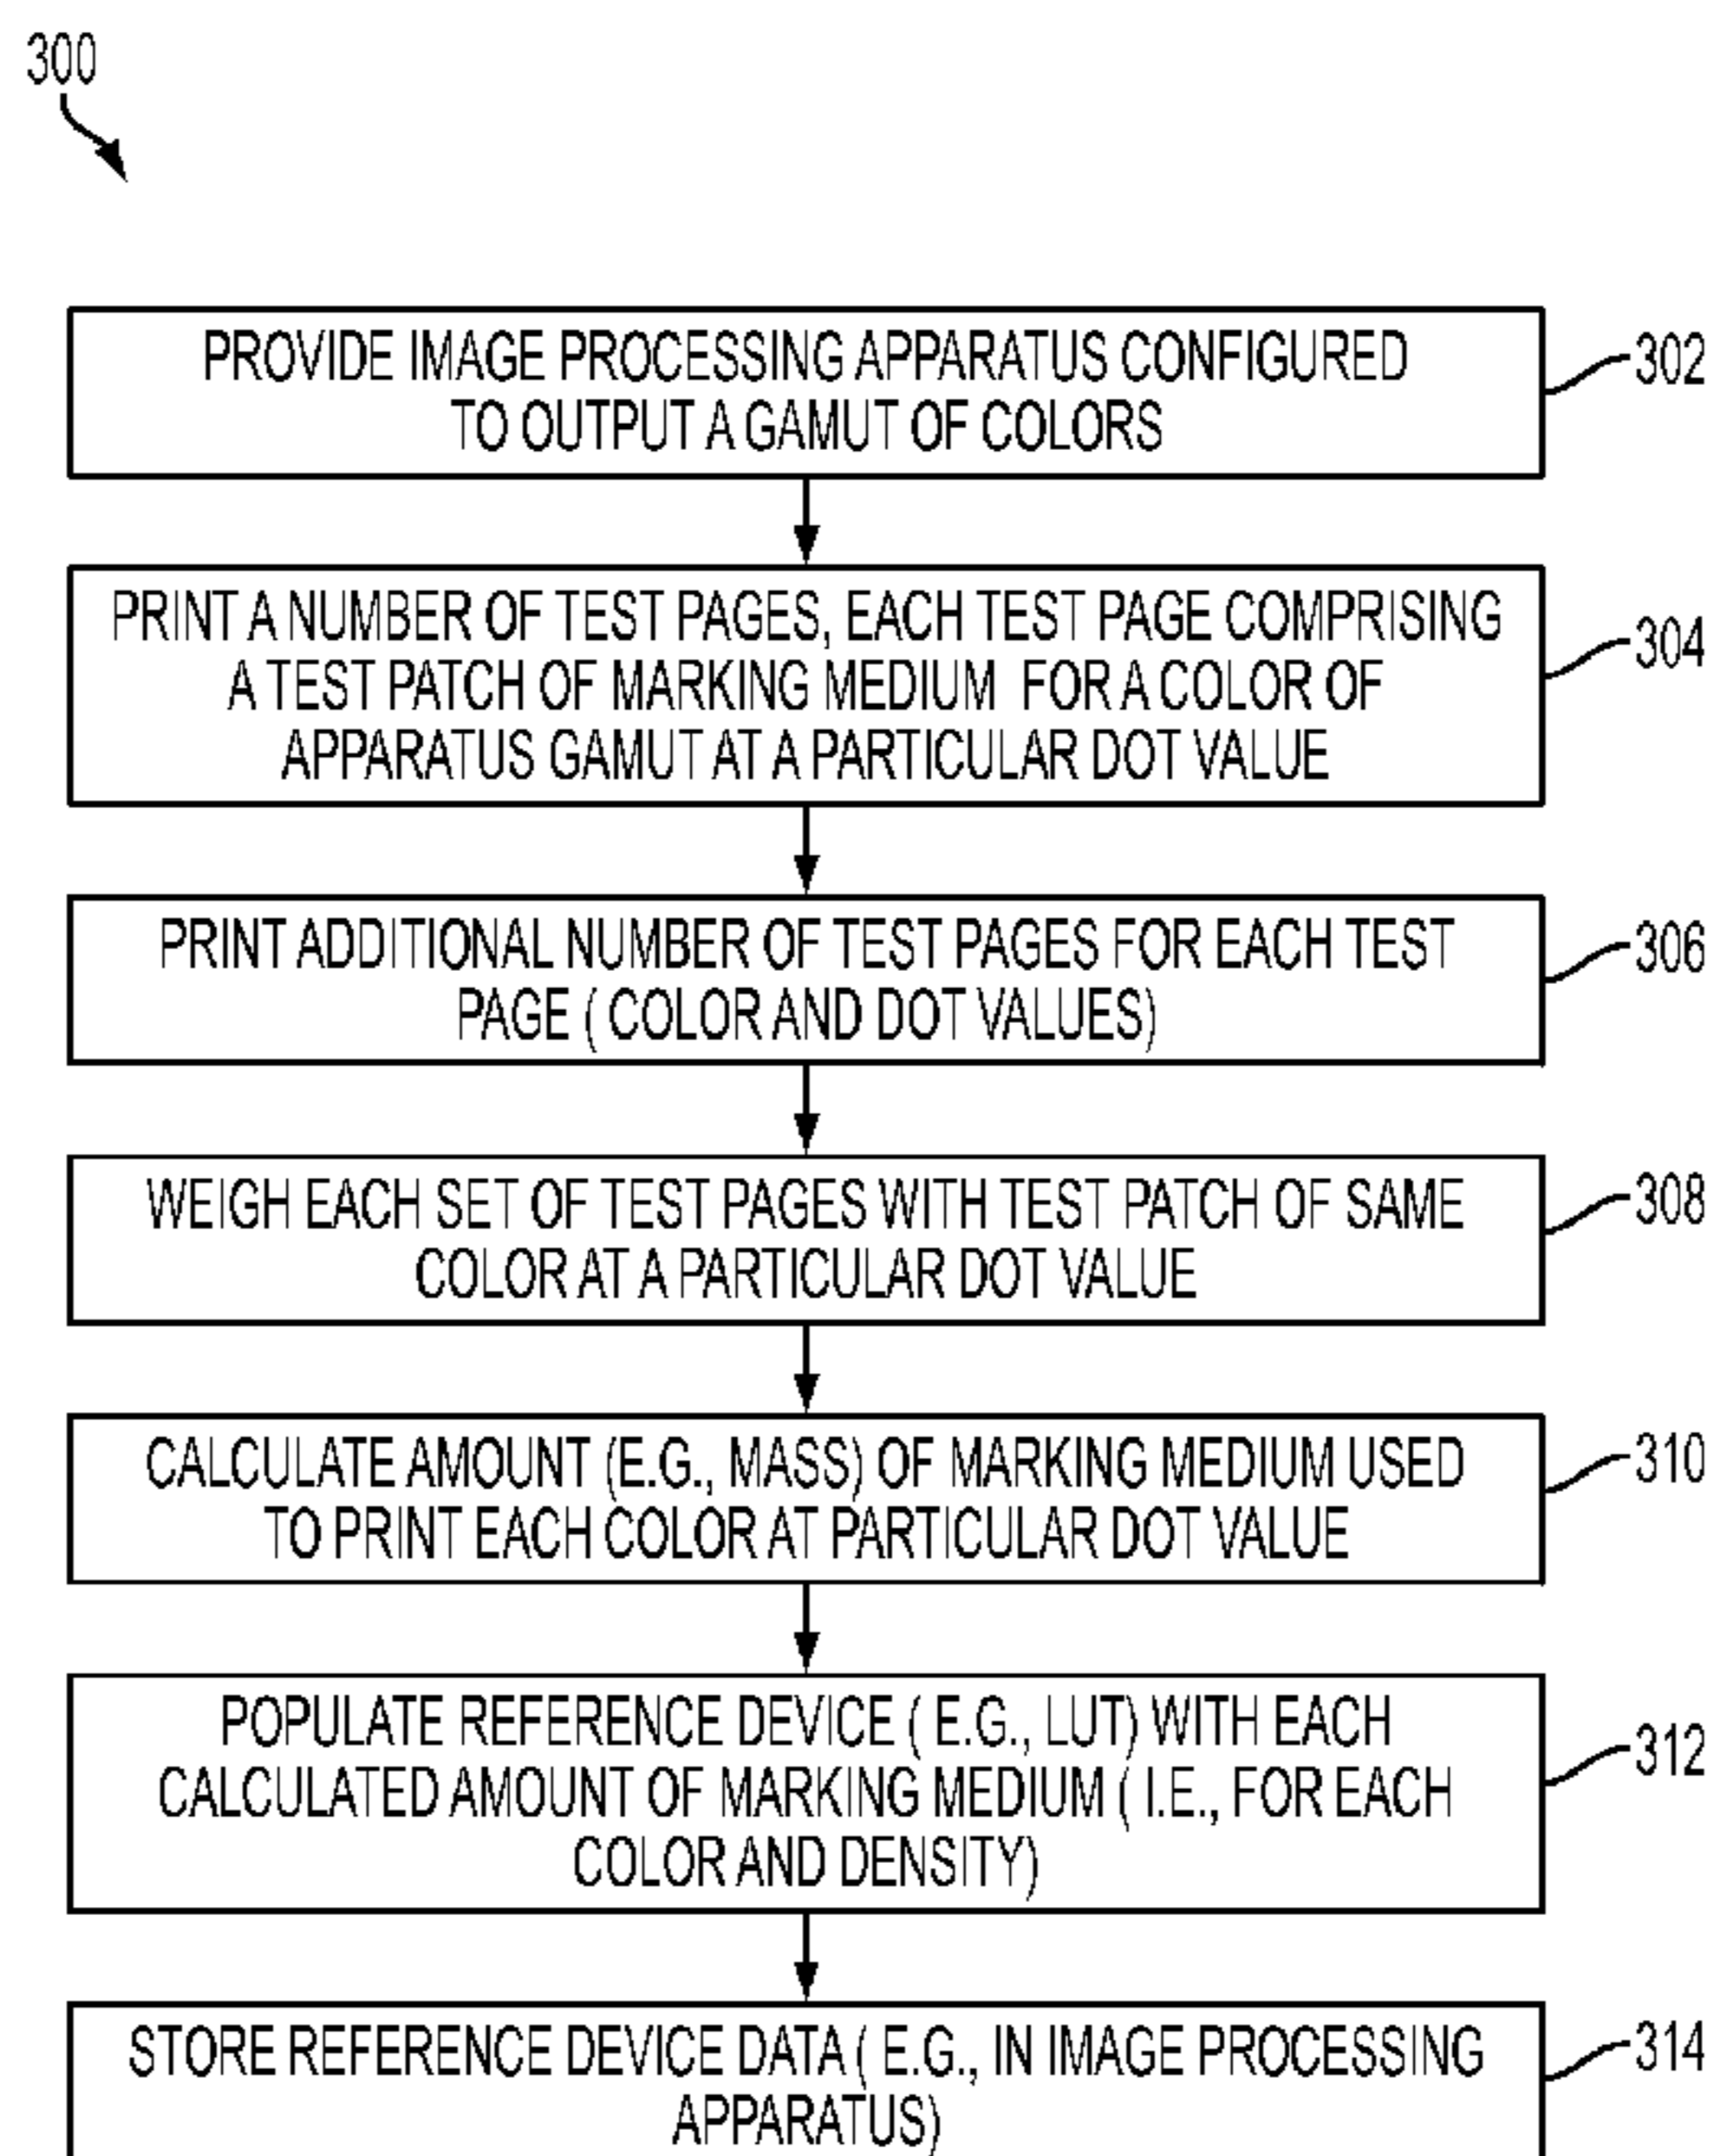 300
PROVIDE IMAGE PROCESSING APPARATUS CONFIGURED
TO OUTPUT A GAMUT OF COLORS
302
PRINT A NUMBER OF TEST PAGES, EACH TEST PAGE COMPRISING
A TEST PATCH OF MARKING MEDIUM FOR A COLOR OF
APPARATUS GAMUT AT A PARTICULAR DOT VALUE
304
PRINT ADDITIONAL NUMBER OF TEST PAGES FOR EACH TEST
PAGE ( COLOR AND DOT VALUES)
306
WEIGH EACH SET OF TEST PAGES WITH TEST PATCH OF SAME
COLOR AT A PARTICULAR DOT VALUE
308
CALCULATE AMOUNT (E.G., MASS) OF MARKING MEDIUM USED
TO PRINT EACH COLOR AT PARTICULAR DOT VALUE
310
POPULATE REFERENCE DEVICE ( E.G., LUT) WITH EACH
CALCULATED AMOUNT OF MARKING MEDIUM ( I.E., FOR EACH
COLOR AND DENSITY)
312
STORE REFERENCE DEVICE DATA ( E.G., IN IMAGE PROCESSING
APPARATUS)
314